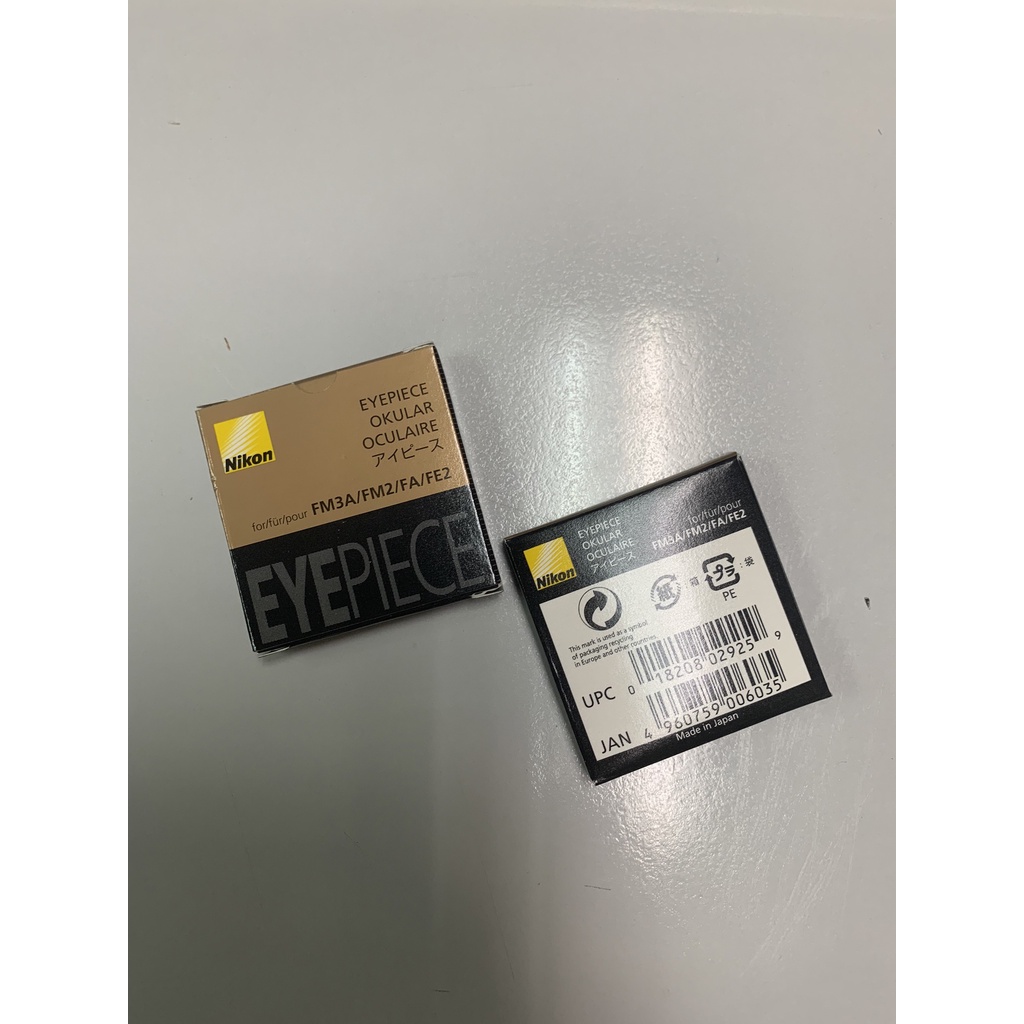 Nikon
EYEPIECE
OKULAR
OCULAIRE
アイピース
for/für/pour FM3A/FM2/FA/FE2
EYEPIECE
Nikon
EYEPIECE
OKULAR
OCULAIRE
アイピース
for/für/pour
FM3A/FM2/FA/FE2
This mark is used as a symbol
of packaging recycling
in Europe and other countries.
紙 : 箱
プラ : 袋
PE
UPC 0 18208 02925 9
JAN 4 960759 006035
Made in Japan